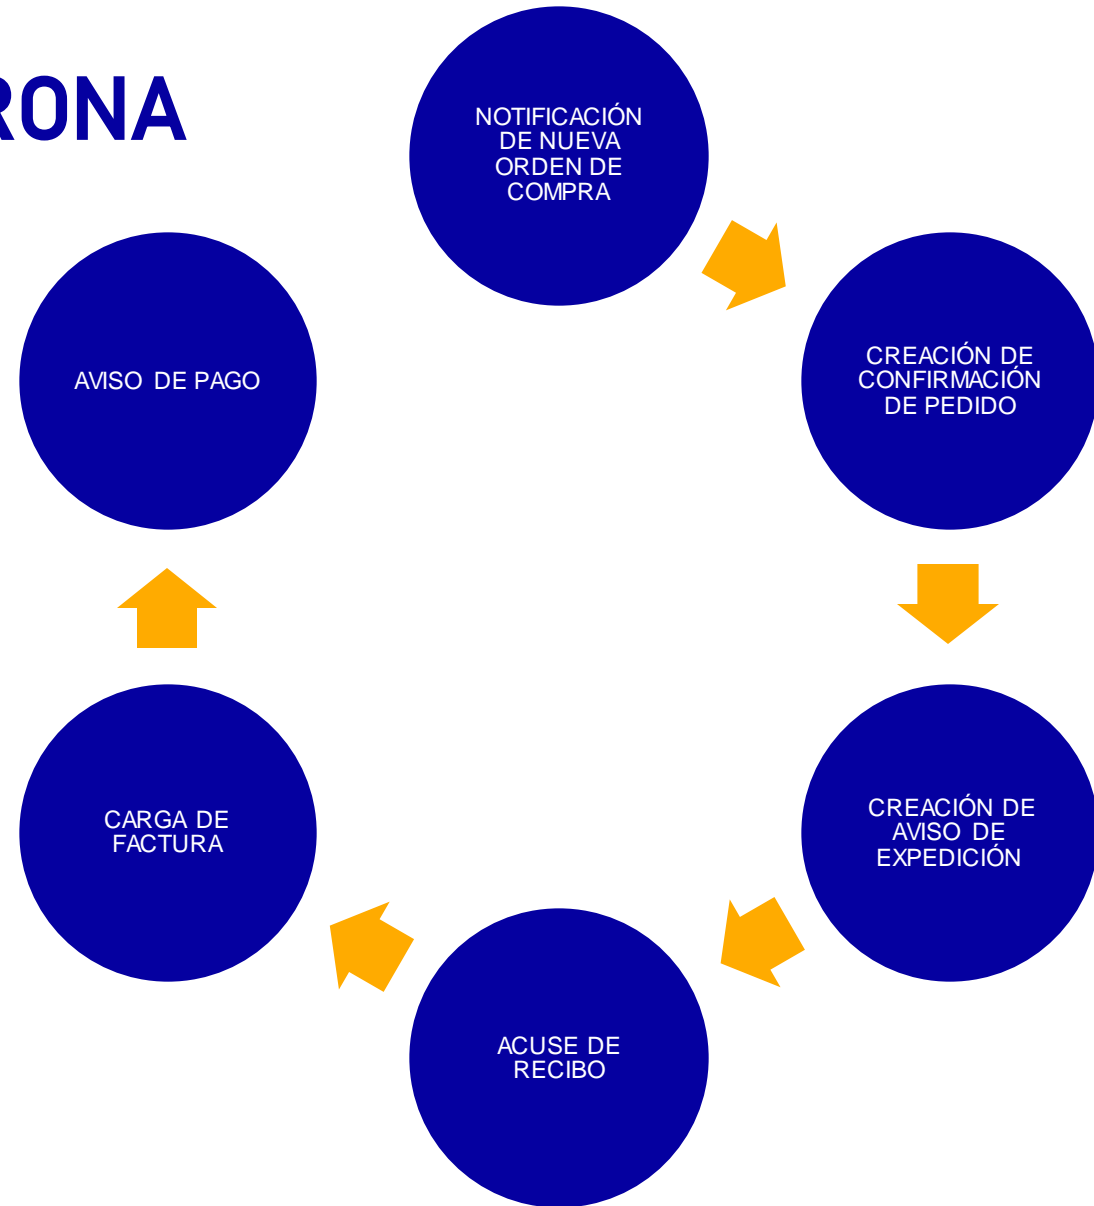 RONA
NOTIFICACIÓN
DE NUEVA
ORDEN DE
COMPRA
CREACIÓN DE
CONFIRMACIÓN
DE PEDIDO
CREACIÓN DE
AVISO DE
EXPEDICIÓN
ACUSE DE
RECIBO
CARGA DE
FACTURA
AVISO DE PAGO